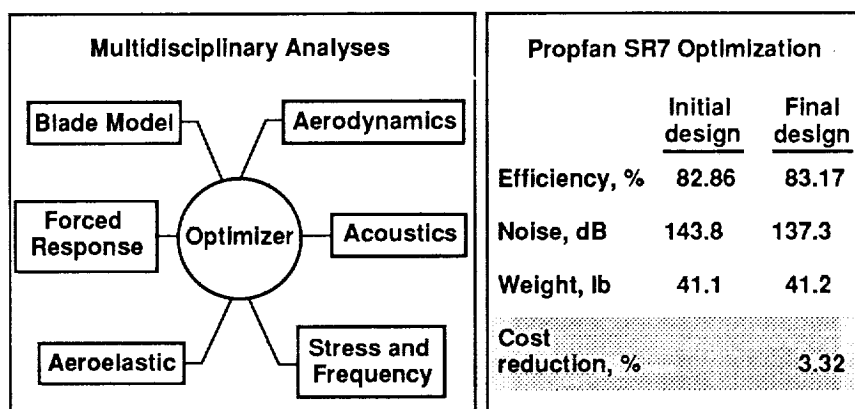 Multidisciplinary Analyses
Blade Model
Aerodynamics
Forced
Response
Optimizer
Acoustics
Aeroelastic
Stress and
Frequency
Propfan SR7 Optimization
Initial Final
design design
Efficiency, % 82.86 83.17
Noise, dB 143.8 137.3
Weight, lb 41.1 41.2
Cost
reduction, % 3.32